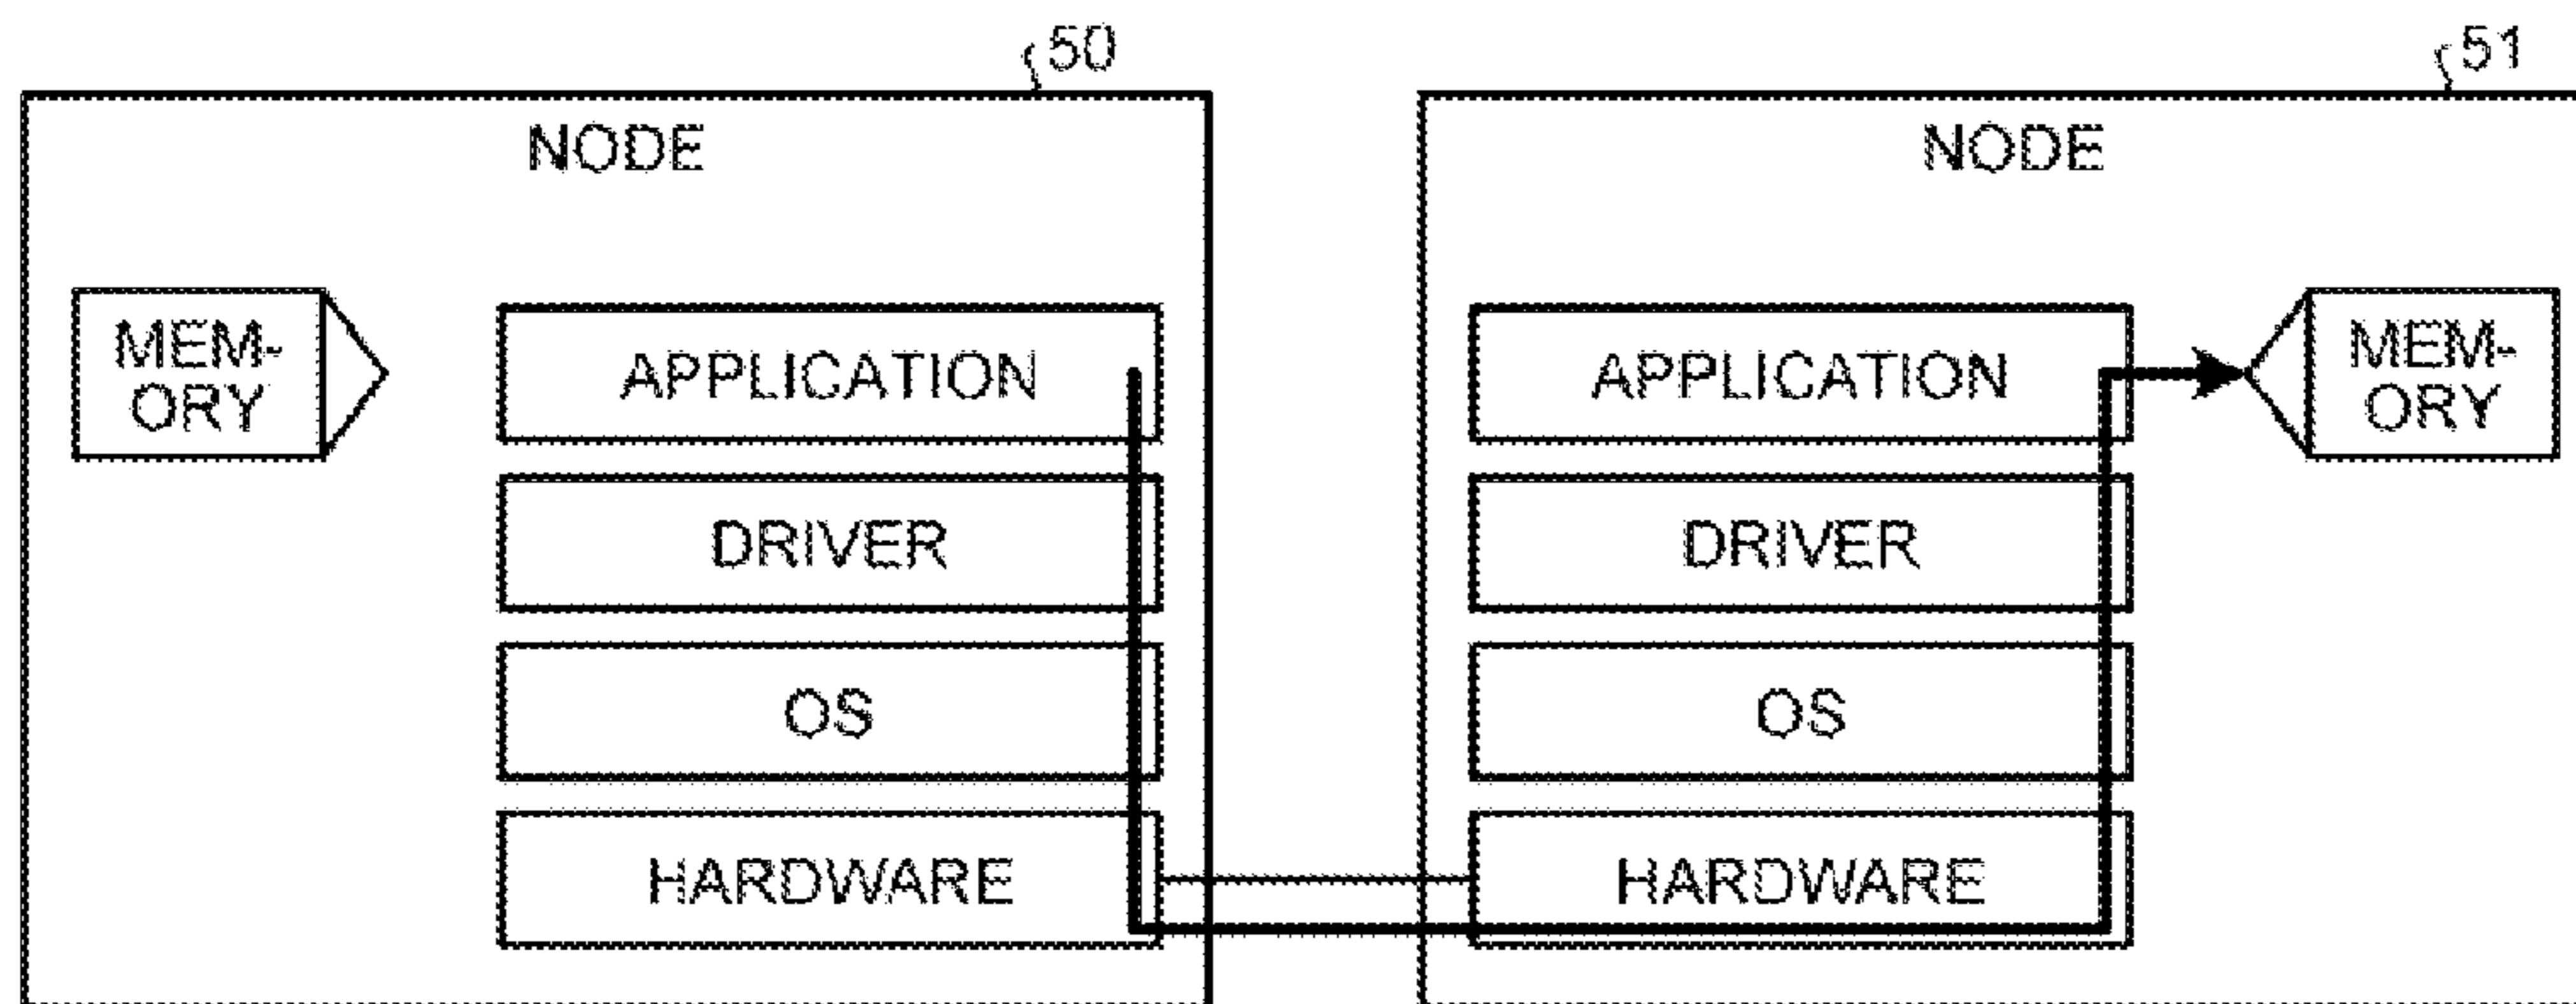 50
51
NODE
MEM-
ORY
APPLICATION
DRIVER
OS
HARDWARE
NODE
APPLICATION
DRIVER
OS
HARDWARE
MEM-
ORY